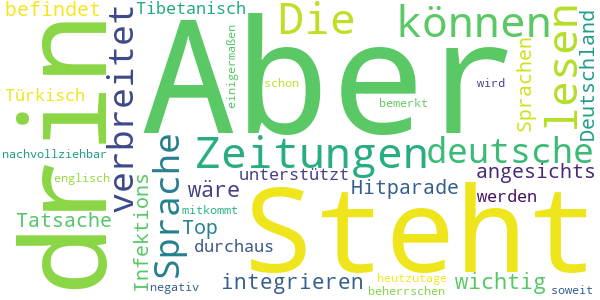 befindet
Tibetanisch
Die
können
lesen
Deutschland
Aber
drin
verbreitet
einigermaßen
schon
bemerkt
wird
Sprachen
Türkisch
nachvollziehbar
englisch
Zeitungen
deutsche
Sprache
unterstützt
angesichts
Infektions
wäre
Hitparade
werden
Steht
Tatsache
mitkommt
Top
durchaus
integrieren
wichtig
negativ
heutzutage
beherrschen
soweit